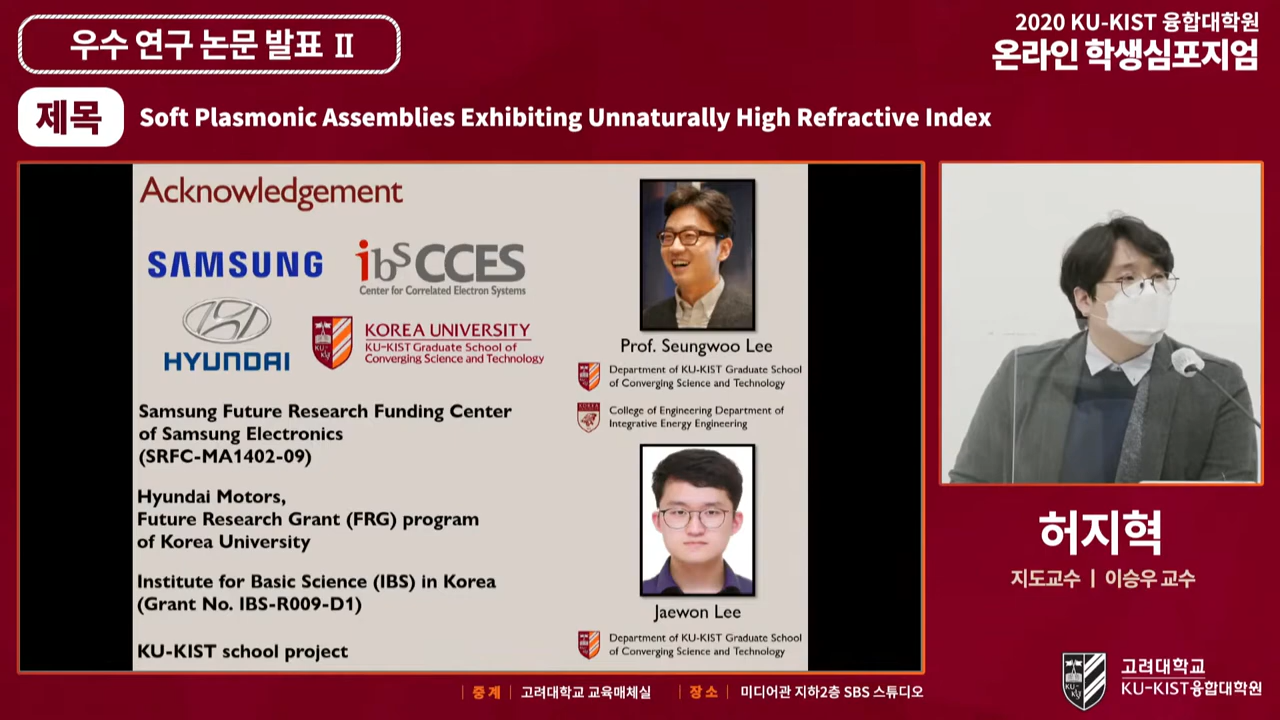 우수 연구 논문 발표 Ⅱ
2020 KU-KIST 융합대학원
온라인 학생심포지엄
제목
Soft Plasmonic Assemblies Exhibiting Unnaturally High Refractive Index
Acknowledgement
SAMSUNG
ibs CCES
Center for Correlated Electron Systems
HYUNDAI
KU-KIST
KOREA UNIVERSITY
KU-KIST Graduate School of
Converging Science and Technology
Samsung Future Research Funding Center
of Samsung Electronics
(SRFC-MA1402-09)
Hyundai Motors,
Future Research Grant (FRG) program
of Korea University
Institute for Basic Science (IBS) in Korea
(Grant No. IBS-R009-D1)
KU-KIST school project
Prof. Seungwoo Lee
Department of KU-KIST Graduate School
of Converging Science and Technology
KOREA
College of Engineering Department of
Integrative Energy Engineering
Jaewon Lee
Department of KU-KIST Graduate School
of Converging Science and Technology
허지혁
지도교수 | 이승우 교수
KU-KIST
고려대학교
KU-KIST융합대학원
| 중 계 | 고려대학교 교육매체실 | 장 소 | 미디어관 지하2층 SBS 스튜디오